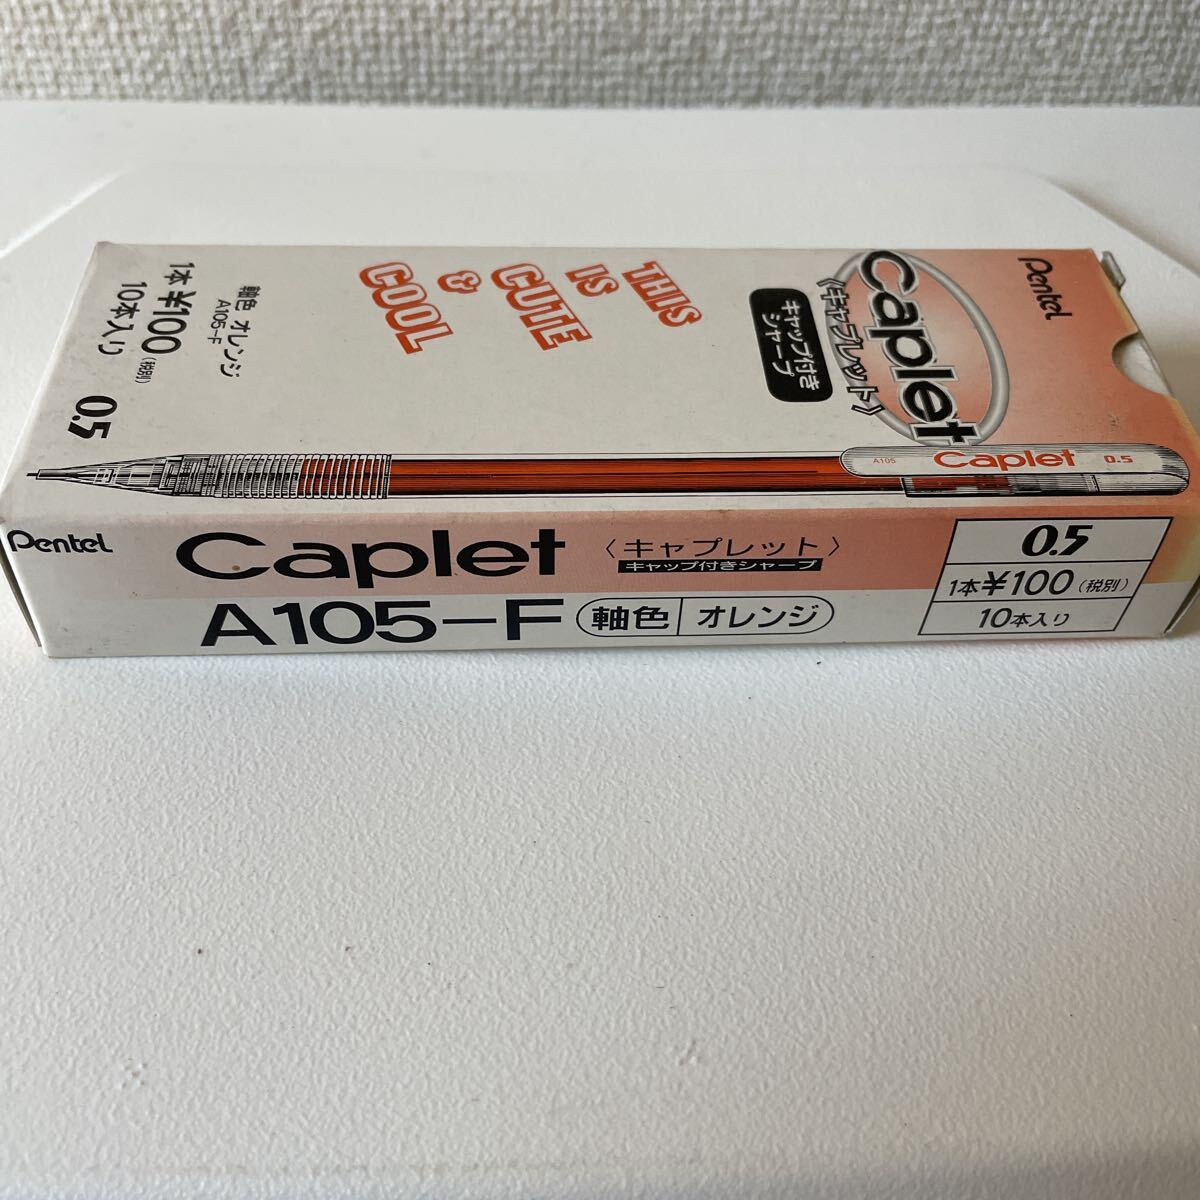 Pentel
Caplet
〈キャプレット〉
キャップ付き
シャープ
THIS
IS
CUTE
&
COOL
軸色 オレンジ
A105-F
1本 ¥100 (税別)
10本入り
0.5
A105 Caplet 0.5
Pentel
Caplet 〈キャプレット〉
キャップ付きシャープ
A105-F 軸色 オレンジ
0.5
1本¥100 (税別)
10本入り